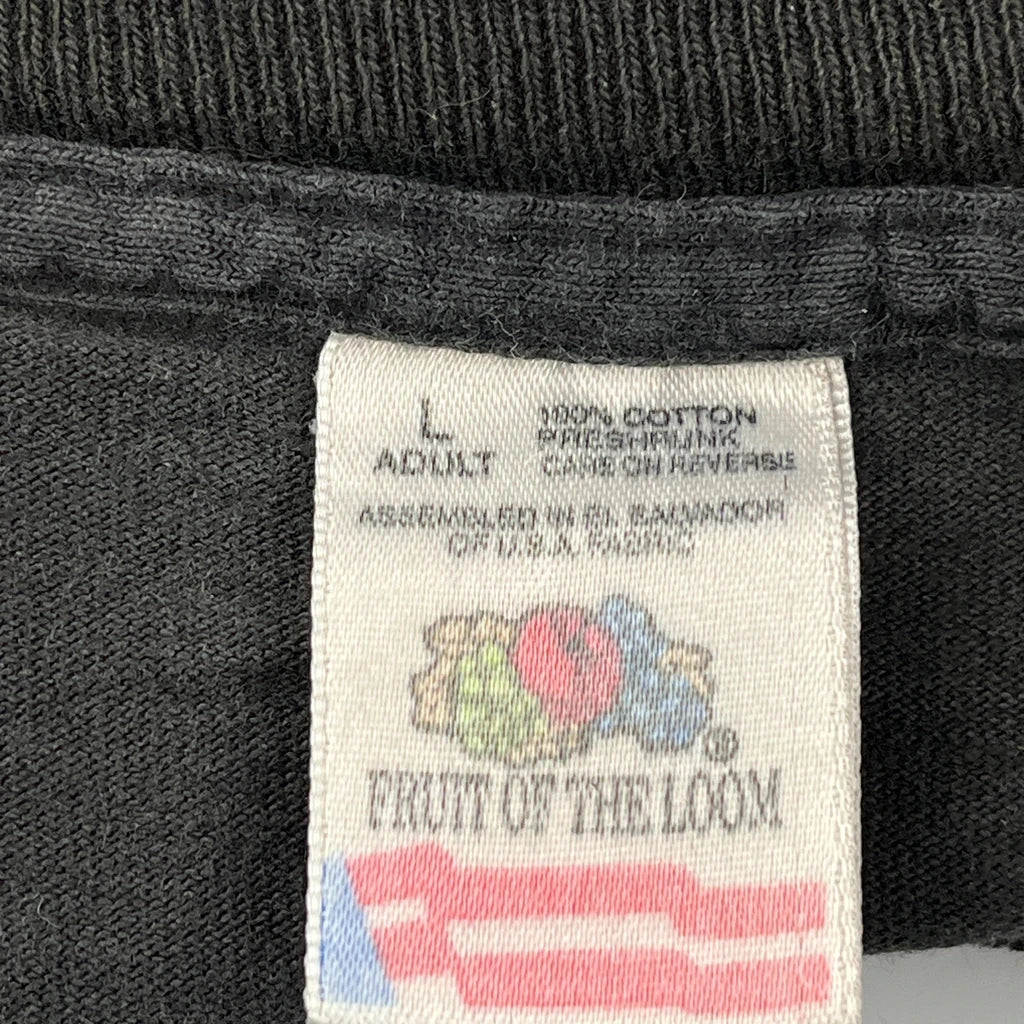 L
ADULT
100% COTTON
PRESHRUNK
CARE ON REVERSE
ASSEMBLED IN EL SALVADOR
OF U.S.A. FABRIC
®
FRUIT OF THE LOOM